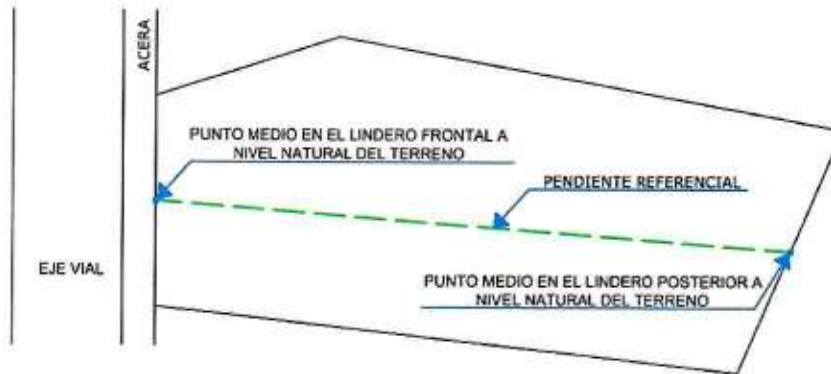 ACERA
PUNTO MEDIO EN EL LINDERO FRONTAL A
NIVEL NATURAL DEL TERRENO
PENDIENTE REFERENCIAL
EJE VIAL
PUNTO MEDIO EN EL LINDERO POSTERIOR A
NIVEL NATURAL DEL TERRENO